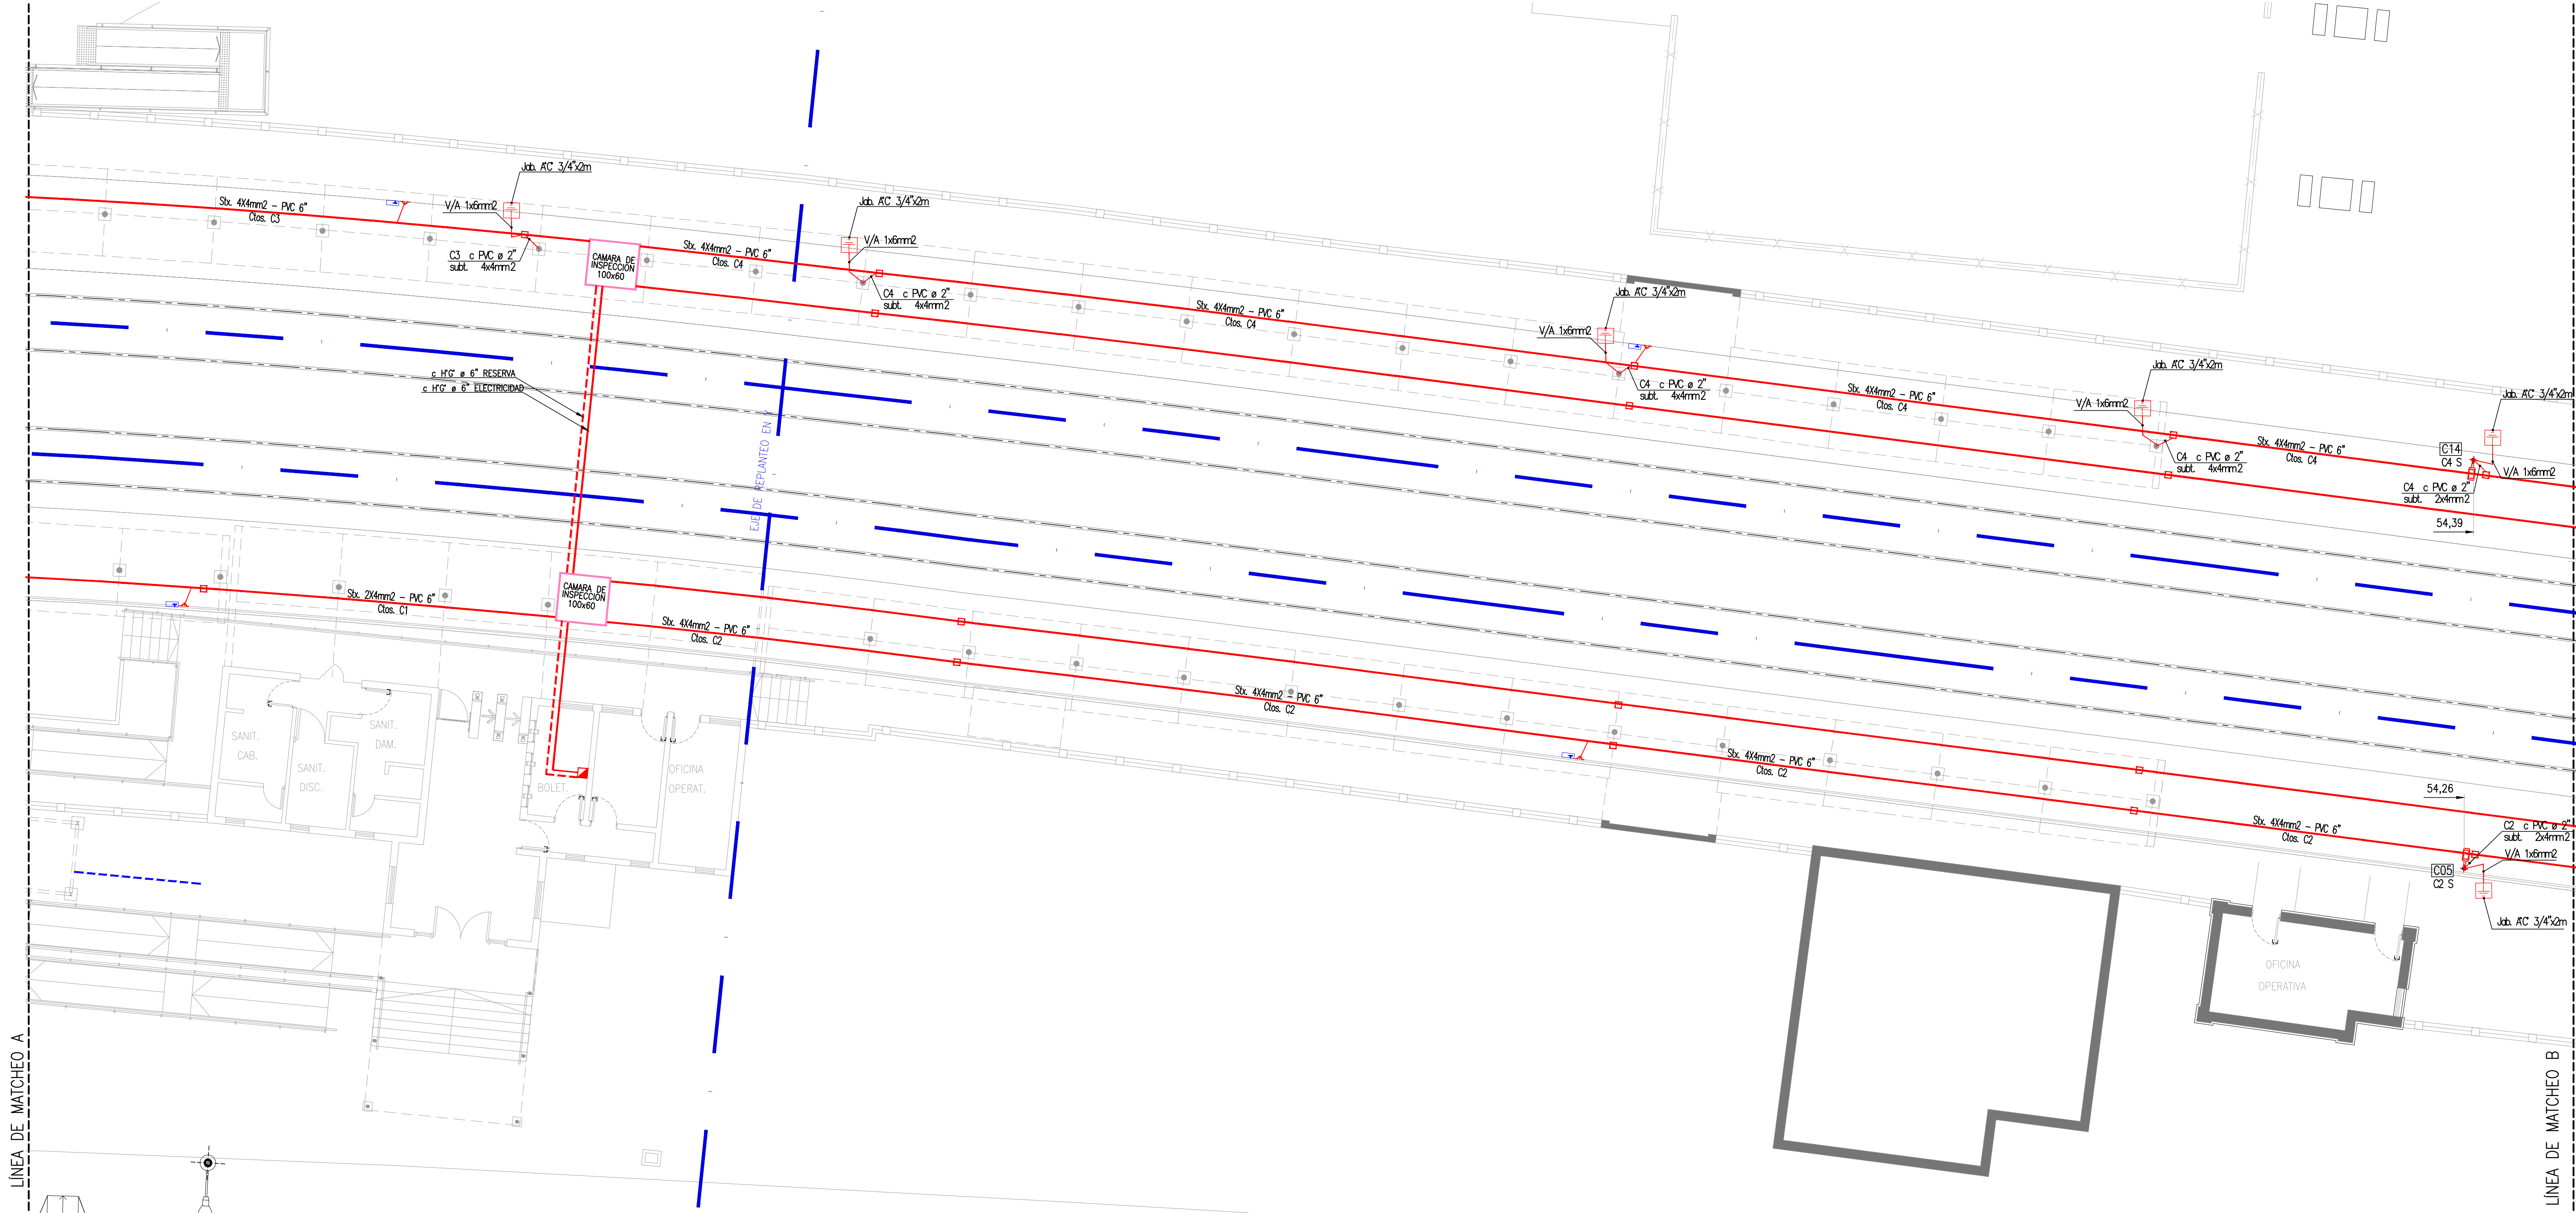 Jab. A°C° 3/4"x2m
Stx. 4X4mm2 - PVC 6"
Ctos. C3
V/A 1x6mm2
C3 c PVC ø 2"
subt. 4x4mm2
CAMARA DE
INSPECCIÓN
100x60
Stx. 4X4mm2 - PVC 6"
Ctos. C4
Jab. A°C° 3/4"x2m
V/A 1x6mm2
C4 c PVC ø 2"
subt. 4x4mm2
Stx. 4X4mm2 - PVC 6"
Ctos. C4
Jab. A°C° 3/4"x2m
V/A 1x6mm2
C4 c PVC ø 2"
subt. 4x4mm2
Stx. 4X4mm2 - PVC 6"
Ctos. C4
Jab. A°C° 3/4"x2m
V/A 1x6mm2
C4 c PVC ø 2"
subt. 4x4mm2
Stx. 4X4mm2 - PVC 6"
Ctos. C4
Jab. A°C° 3/4"x2m
C14
C4 S
V/A 1x6mm2
C4 c PVC ø 2"
subt. 2x4mm2
54,39
c H°G° ø 6" RESERVA
c H°G° ø 6" ELECTRICIDAD
EJE DE REPLANTEO EN Y
CAMARA DE
INSPECCIÓN
100x60
Stx. 2X4mm2 - PVC 6"
Ctos. C1
Stx. 4X4mm2 - PVC 6"
Ctos. C2
Stx. 4X4mm2 - PVC 6"
Ctos. C2
Stx. 4X4mm2 - PVC 6"
Ctos. C2
Stx. 4X4mm2 - PVC 6"
Ctos. C2
54,26
C2 c PVC ø 2"
subt. 2x4mm2
V/A 1x6mm2
C05
C2 S
Jab. A°C° 3/4"x2m
SANIT.
CAB.
SANIT.
DISC.
SANIT.
DAM.
BOLET.
OFICINA
OPERAT.
OFICINA
OPERATIVA
LÍNEA DE MATCHEO A
LÍNEA DE MATCHEO B